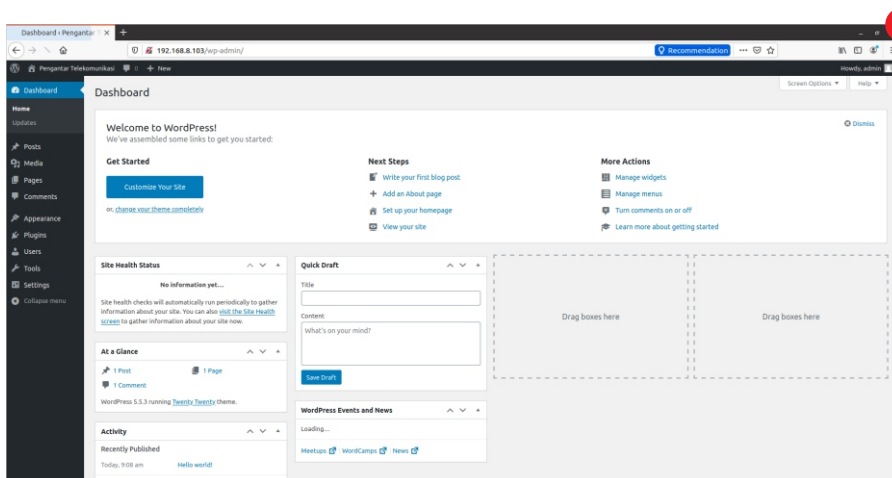 Dashboard ‹ Pengantar T
192.168.8.103/wp-admin/
Recommendation
Pengantar Telekomunikasi 0 + New
Howdy, admin
Dashboard
Home
Updates
Posts
Media
Pages
Comments
Appearance
Plugins
Users
Tools
Settings
Collapse menu
Dashboard
Screen Options
Help
Welcome to WordPress!
We've assembled some links to get you started:
Dismiss
Get Started
Customize Your Site
or, change your theme completely
Next Steps
Write your first blog post
Add an About page
Set up your homepage
View your site
More Actions
Manage widgets
Manage menus
Turn comments on or off
Learn more about getting started
Site Health Status
No information yet...
Site health checks will automatically run periodically to gather
information about your site. You can also visit the Site Health
screen to gather information about your site now.
At a Glance
1 Post
1 Page
1 Comment
WordPress 5.5.3 running Twenty Twenty theme.
Activity
Recently Published
Today, 9:08 am Hello world!
Quick Draft
Title
Content
What's on your mind?
Save Draft
WordPress Events and News
Loading...
Meetups WordCamps News
Drag boxes here
Drag boxes here